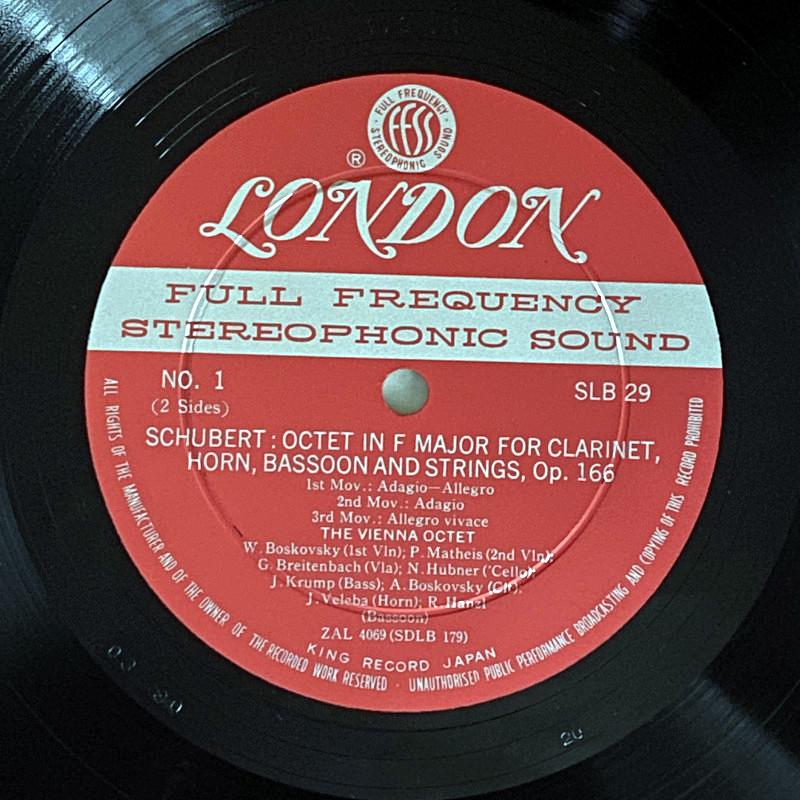 FULL FREQUENCY
ffss
STEREOPHONIC SOUND
®
LONDON
FULL FREQUENCY
STEREOPHONIC SOUND
NO. 1
SLB 29
(2 Sides)
SCHUBERT : OCTET IN F MAJOR FOR CLARINET,
HORN, BASSOON AND STRINGS, Op. 166
1st Mov.: Adagio—Allegro
2nd Mov.: Adagio
3rd Mov.: Allegro vivace
THE VIENNA OCTET
W. Boskovsky (1st Vln); P. Matheis (2nd Vln);
G. Breitenbach (Vla); N. Hubner ('Cello);
J. Krump (Bass); A. Boskovsky (Clt);
J. Veleba (Horn); R. Hanzl
(Bassoon)
ZAL 4069 (SDLB 179)
KING RECORD JAPAN
ALL RIGHTS OF THE MANUFACTURER AND OF THE OWNER OF THE RECORDED WORK RESERVED · UNAUTHORISED PUBLIC PERFORMANCE BROADCASTING AND COPYING OF THIS RECORD PROHIBITED